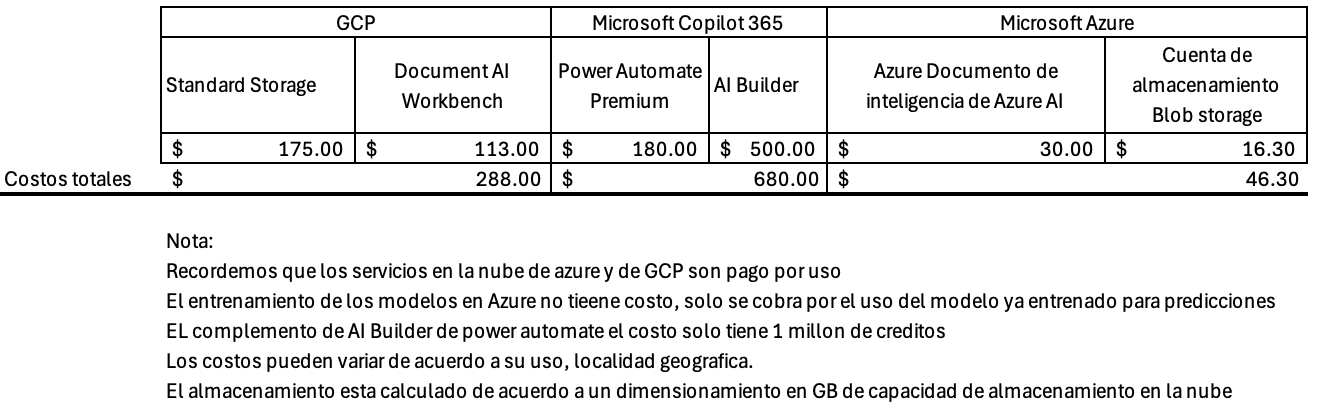 GCP Microsoft Copilot 365 Microsoft Azure
Standard Storage
Document AI
Workbench
Power Automate
Premium
AI Builder
Azure Documento de
inteligencia de Azure AI
Cuenta de
almacenamiento
Blob storage
$ 175.00 $ 113.00 $ 180.00 $ 500.00 $ 30.00 $ 16.30
Costos totales $ 288.00 $ 680.00 $ 46.30
Nota:
Recordemos que los servicios en la nube de azure y de GCP son pago por uso
El entrenamiento de los modelos en Azure no tieene costo, solo se cobra por el uso del modelo ya entrenado para predicciones
EL complemento de AI Builder de power automate el costo solo tiene 1 millon de creditos
Los costos pueden variar de acuerdo a su uso, localidad geografica.
El almacenamiento esta calculado de acuerdo a un dimensionamiento en GB de capacidad de almacenamiento en la nube